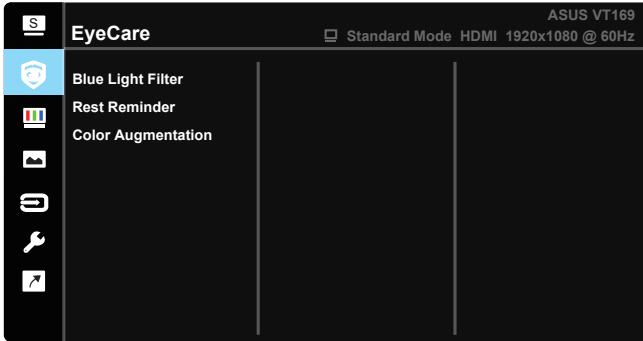 S
ASUS VT169
EyeCare
Standard Mode HDMI 1920x1080 @ 60Hz
Blue Light Filter
Rest Reminder
Color Augmentation